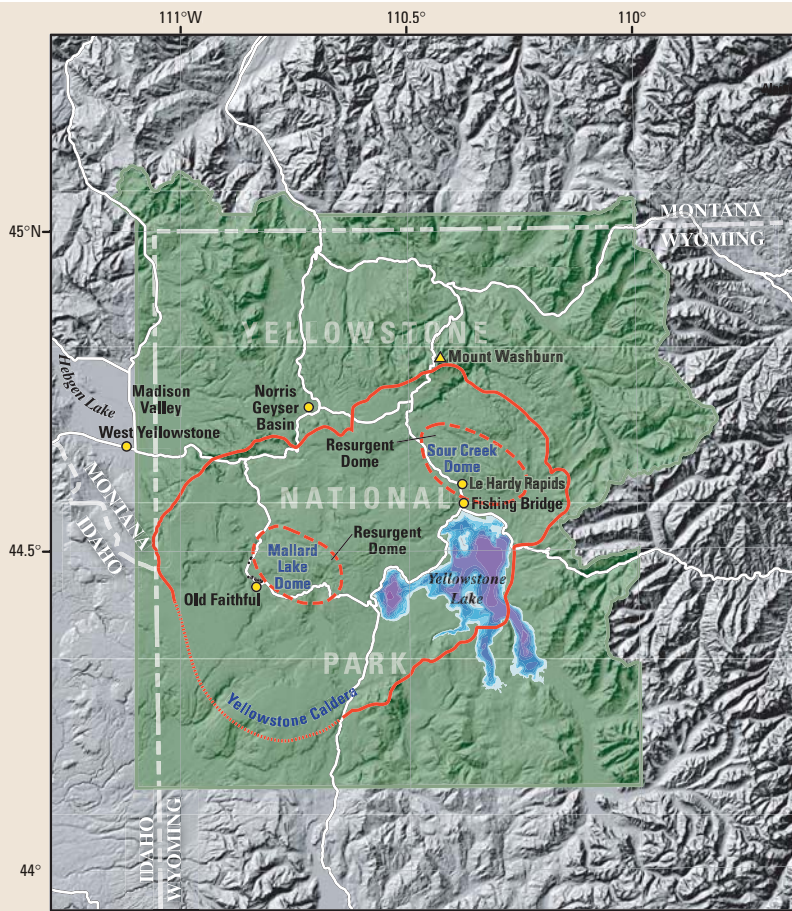 111°W
110.5°
110°
45°N
MONTANA
WYOMING
YELLOWSTONE
Mount Washburn
Hebgen Lake
Madison
Valley
Norris
Geyser
Basin
West Yellowstone
Resurgent
Dome
Sour Creek
Dome
Le Hardy Rapids
MONTANA
IDAHO
NATIONAL
Fishing Bridge
44.5°
Resurgent
Dome
Mallard
Lake
Dome
Old Faithful
Yellowstone
Lake
PARK
Yellowstone Caldera
IDAHO
WYOMING
44°